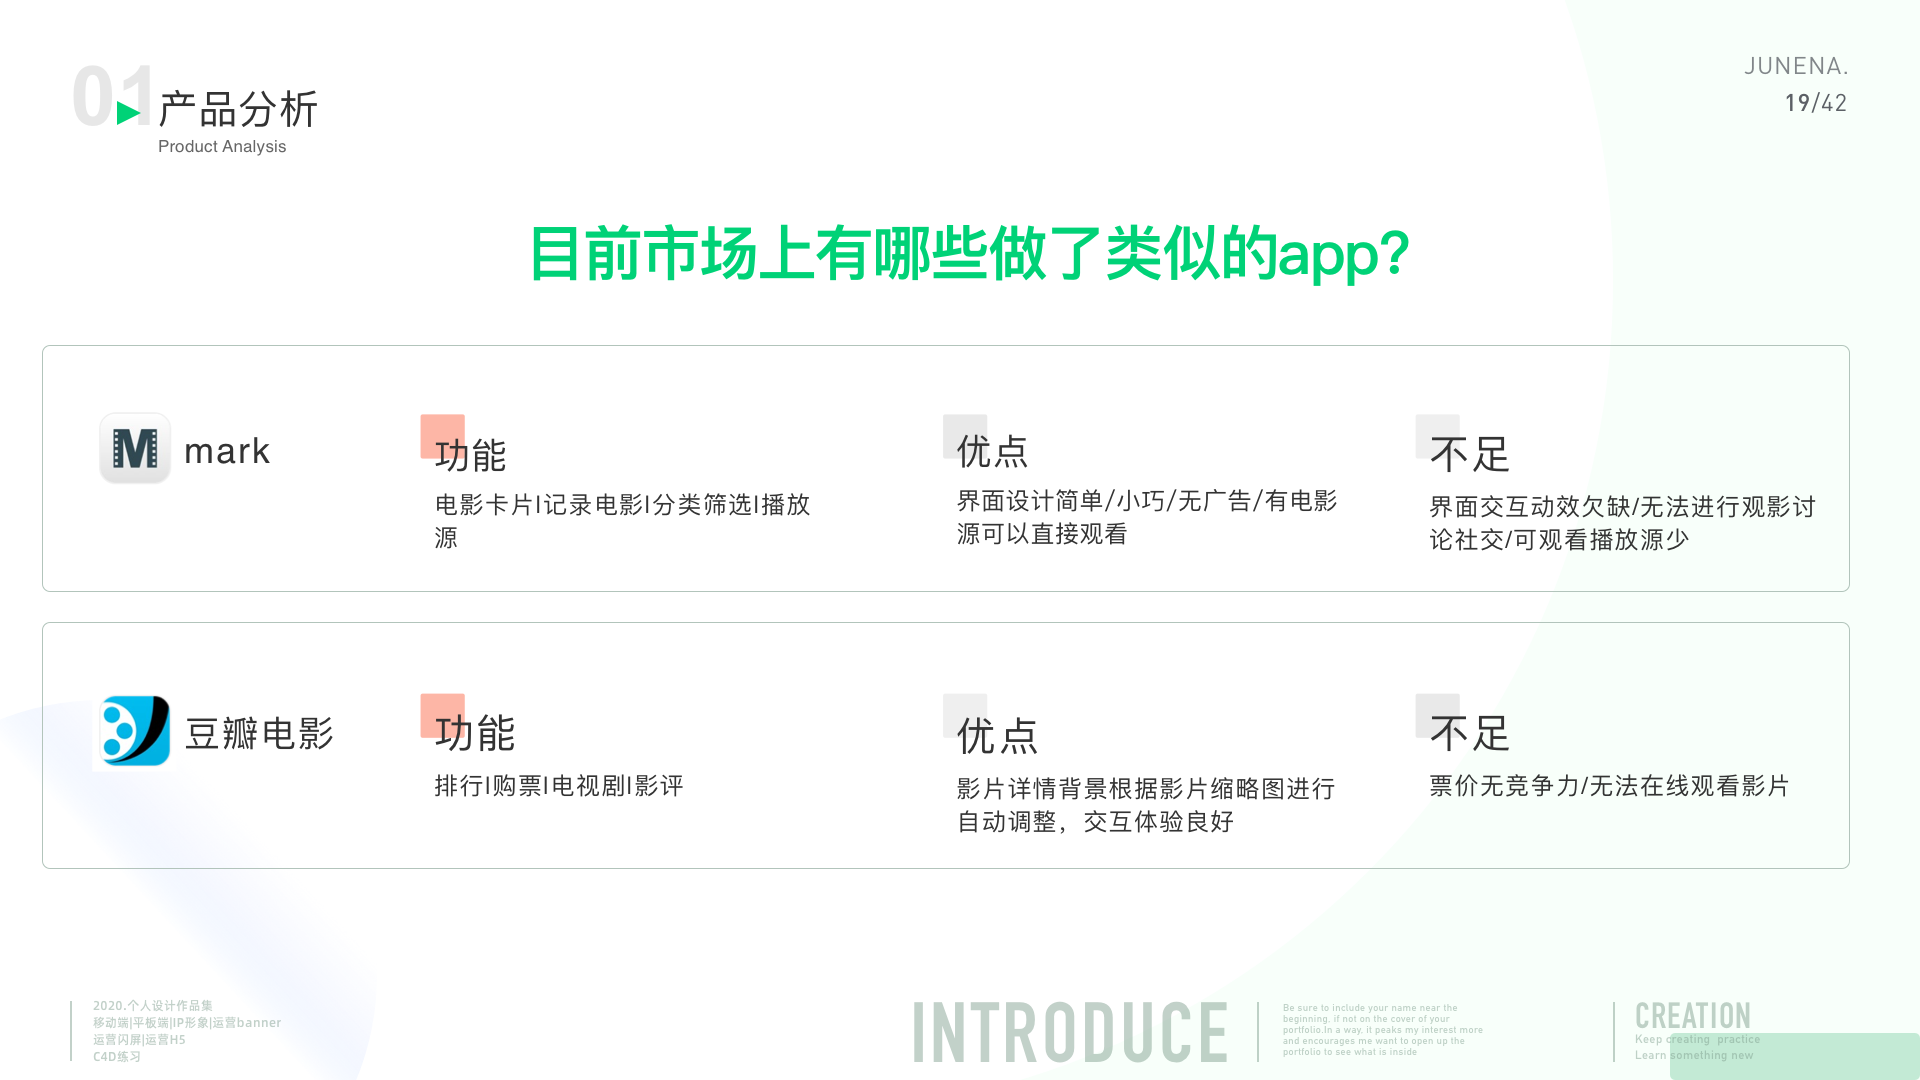 01
产品分析
Product Analysis
JUNENA.
19/42
目前市场上有哪些做了类似的app?
M
mark
功能
电影卡片I记录电影I分类筛选I播放
源
优点
界面设计简单/小巧/无广告/有电影
源可以直接观看
不足
界面交互动效欠缺/无法进行观影讨
论社交/可观看播放源少
豆瓣电影
功能
排行I购票I电视剧I影评
优点
影片详情背景根据影片缩略图进行
自动调整，交互体验良好
不足
票价无竞争力/无法在线观看影片
2020.个人设计作品集
移动端|平板端|IP形象|运营banner
运营闪屏|运营H5
C4D练习
INTRODUCE
Be sure to include your name near the
beginning. if not on the cover of your
portfolio.In a way. it peaks my interest more
and encourages me want to open up the
portfolio to see what is inside
CREATION
Keep creating practice
Learn something new